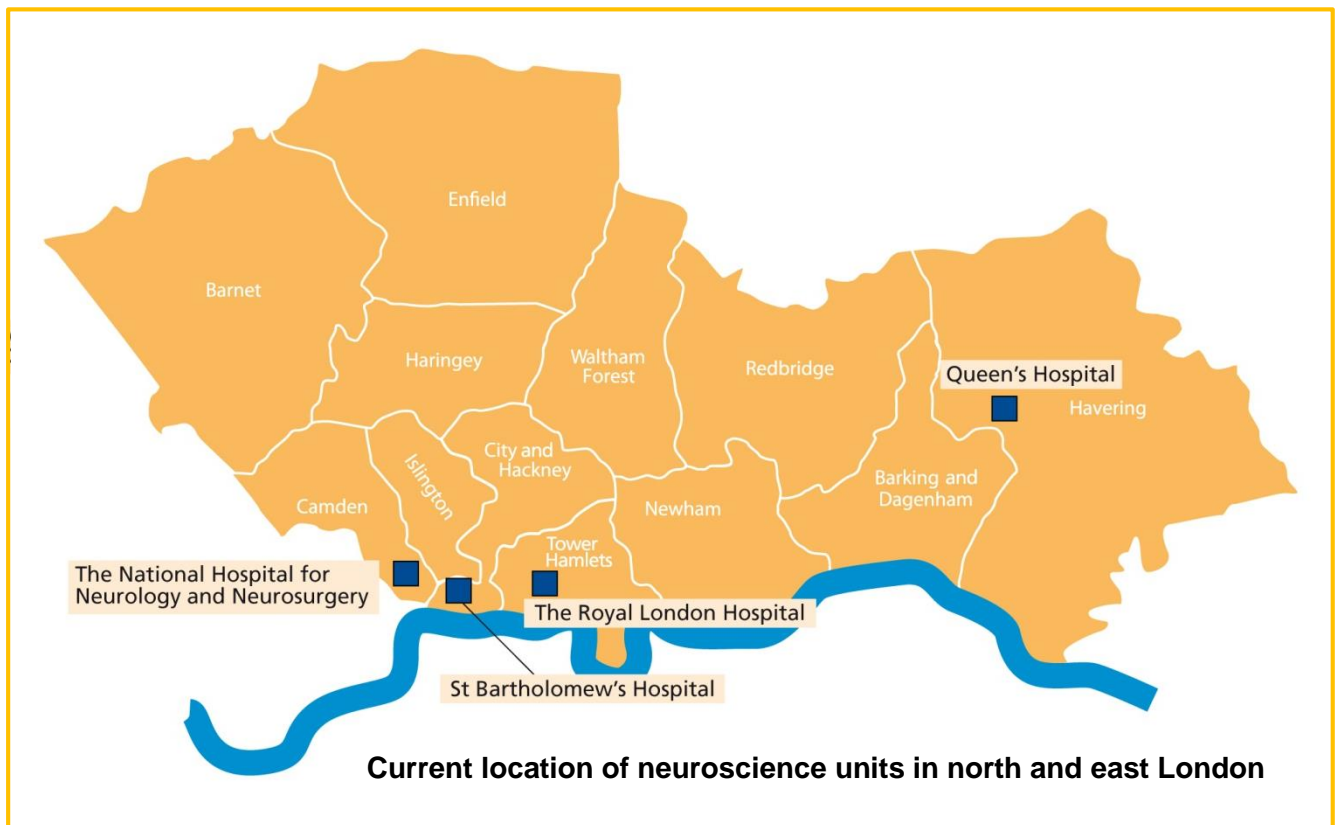 Enfield
Barnet
Haringey
Waltham
Forest
Redbridge
Queen's Hospital
Havering
City and
Hackney
Islington
Barking and
Dagenham
Camden
Newham
Tower
Hamlets
The National Hospital for
Neurology and Neurosurgery
The Royal London Hospital
St Bartholomew's Hospital
Current location of neuroscience units in north and east London